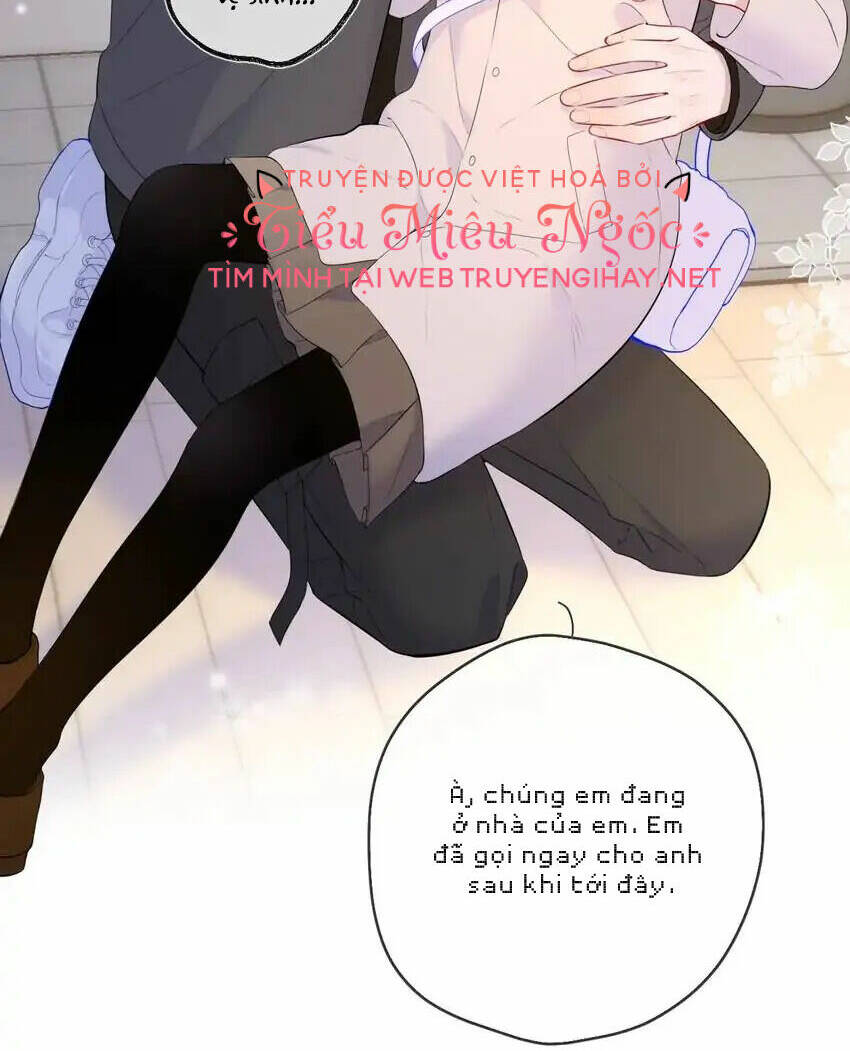 TRUYỆN ĐƯỢC VIỆT HOÁ BỞI
Tiểu Miêu Ngốc
TÌM MÌNH TẠI WEB TRUYENGIHAY.NET
À, chúng em đang
ở nhà của em. Em
đã gọi ngay cho anh
sau khi tới đây.